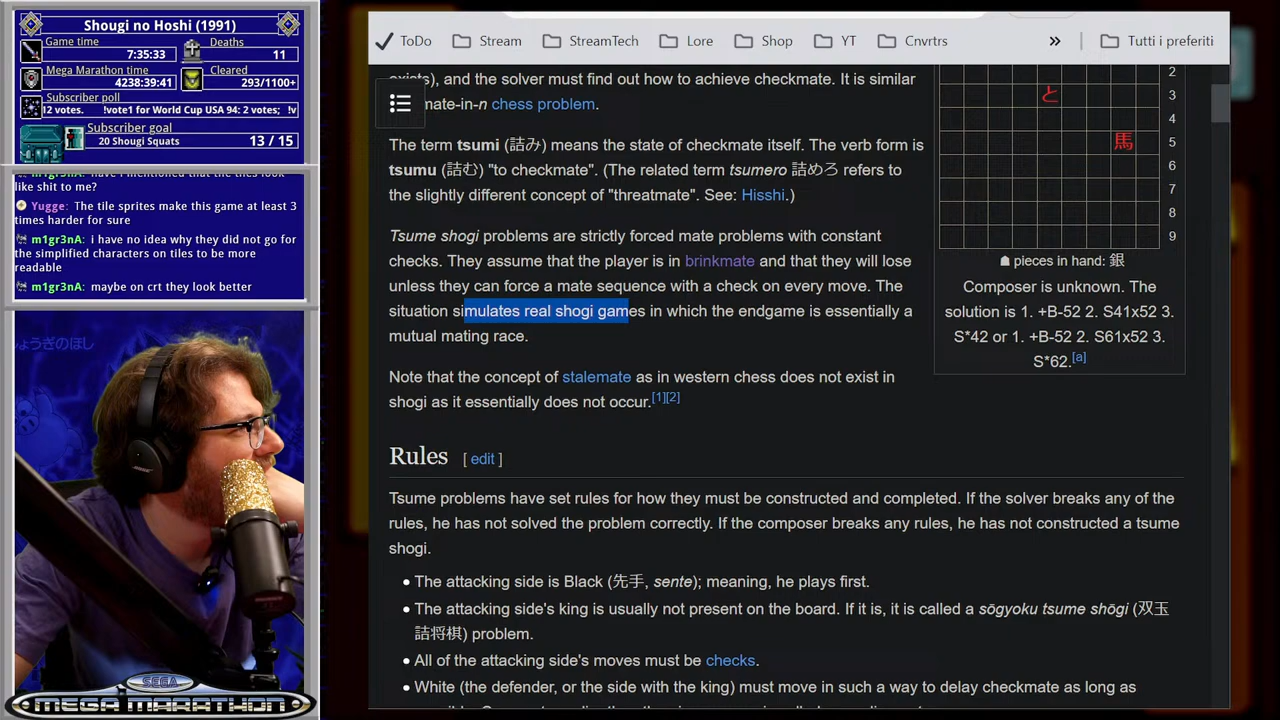 Shougi no Hoshi (1991)
Game time
7:35:33
Deaths
11
Mega Marathon time
4238:39:41
Cleared
293/1100+
Subscriber poll
12 votes. !vote1 for World Cup USA 94: 2 votes; !v
Subscriber goal
20 Shougi Squats
13 / 15
m1gr3nA: have i mentioned that the tiles look
like shit to me?
Yugge: The tile sprites make this game at least 3
times harder for sure
m1gr3nA: i have no idea why they did not go for
the simplified characters on tiles to be more
readable
m1gr3nA: maybe on crt they look better
SEGA
MEGA MARATHON
ToDo
Stream
StreamTech
Lore
Shop
YT
Cnvrtrs
»
Tutti i preferiti
exists), and the solver must find out how to achieve checkmate. It is similar
mate-in-n chess problem.
The term tsumi (詰み) means the state of checkmate itself. The verb form is
tsumu (詰む) "to checkmate". (The related term tsumero 詰めろ refers to
the slightly different concept of "threatmate". See: Hisshi.)
Tsume shogi problems are strictly forced mate problems with constant
checks. They assume that the player is in brinkmate and that they will lose
unless they can force a mate sequence with a check on every move. The
situation simulates real shogi games in which the endgame is essentially a
mutual mating race.
Note that the concept of stalemate as in western chess does not exist in
shogi as it essentially does not occur.[1][2]
2
と 3
4
馬 5
6
7
8
9
☗ pieces in hand: 銀
Composer is unknown. The
solution is 1. +B-52 2. S41x52 3.
S*42 or 1. +B-52 2. S61x52 3.
S*62.[a]
Rules [ edit ]
Tsume problems have set rules for how they must be constructed and completed. If the solver breaks any of the
rules, he has not solved the problem correctly. If the composer breaks any rules, he has not constructed a tsume
shogi.
• The attacking side is Black (先手, sente); meaning, he plays first.
• The attacking side's king is usually not present on the board. If it is, it is called a sōgyoku tsume shōgi (双玉
詰将棋) problem.
• All of the attacking side's moves must be checks.
• White (the defender, or the side with the king) must move in such a way to delay checkmate as long as